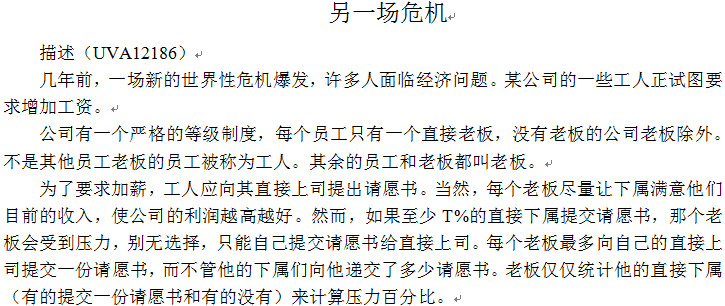 另一场危机
描述（UVA12186）
几年前，一场新的世界性危机爆发，许多人面临经济问题。某公司的一些工人正试图要
求增加工资。
公司有一个严格的等级制度，每个员工只有一个直接老板，没有老板的公司老板除外。
不是其他员工老板的员工被称为工人。其余的员工和老板都叫老板。
为了要求加薪，工人应向其直接上司提出请愿书。当然，每个老板尽量让下属满意他们
目前的收入，使公司的利润越高越好。然而，如果至少 T%的直接下属提交请愿书，那个老
板会受到压力，别无选择，只能自己提交请愿书给直接上司。每个老板最多向自己的直接上
司提交一份请愿书，而不管他的下属们向他递交了多少请愿书。老板仅仅统计他的直接下属
（有的提交一份请愿书和有的没有）来计算压力百分比。